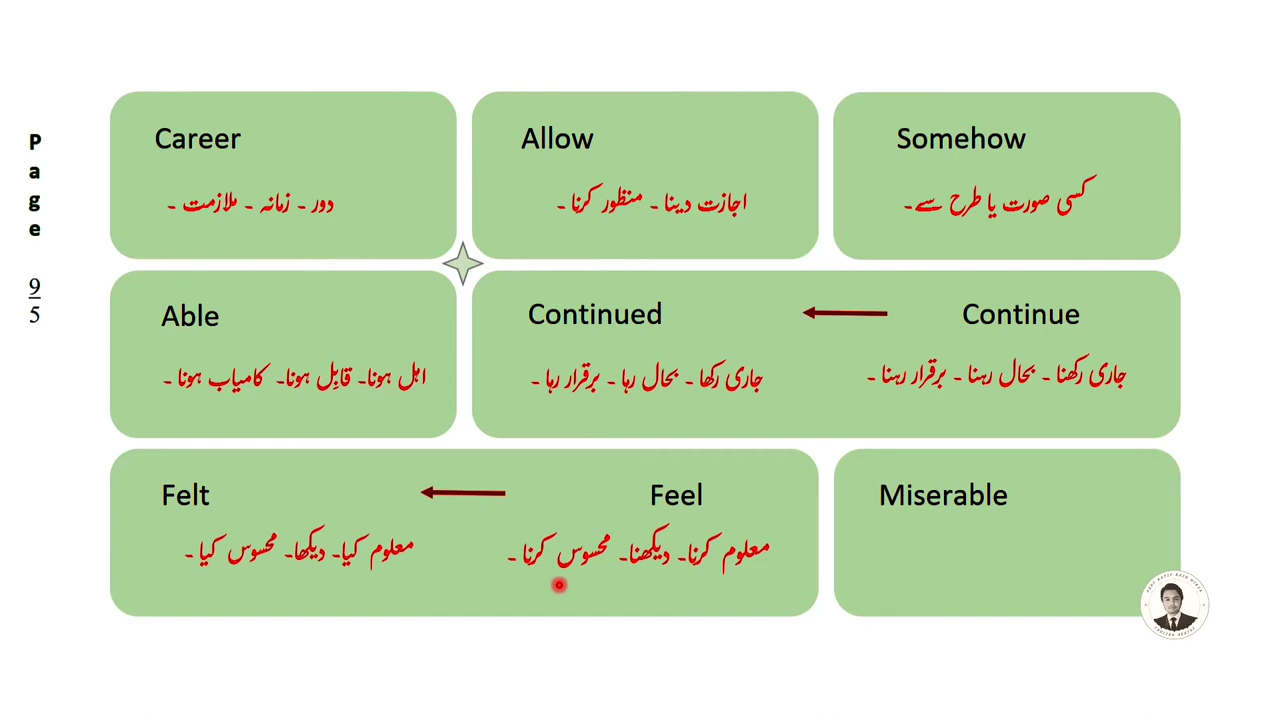 Page
9
5
Career
دور ۔ زمانہ ۔ ملازمت ۔
Allow
اجازت دینا ۔ منظور کرنا ۔
Somehow
کسی صورت یا طرح سے۔
Able
اہل ہونا۔ قابِل ہونا۔ کامیاب ہونا ۔
Continued
Continue
جاری رکھا ۔ بحال رہا ۔ برقرار رہا ۔
جاری رکھنا ۔ بحال رہنا ۔ برقرار رہنا ۔
Felt
Feel
معلوم کیا۔ دیکھا۔ محسوس کیا ۔
معلوم کرنا۔ دیکھنا۔ محسوس کرنا ۔
Miserable